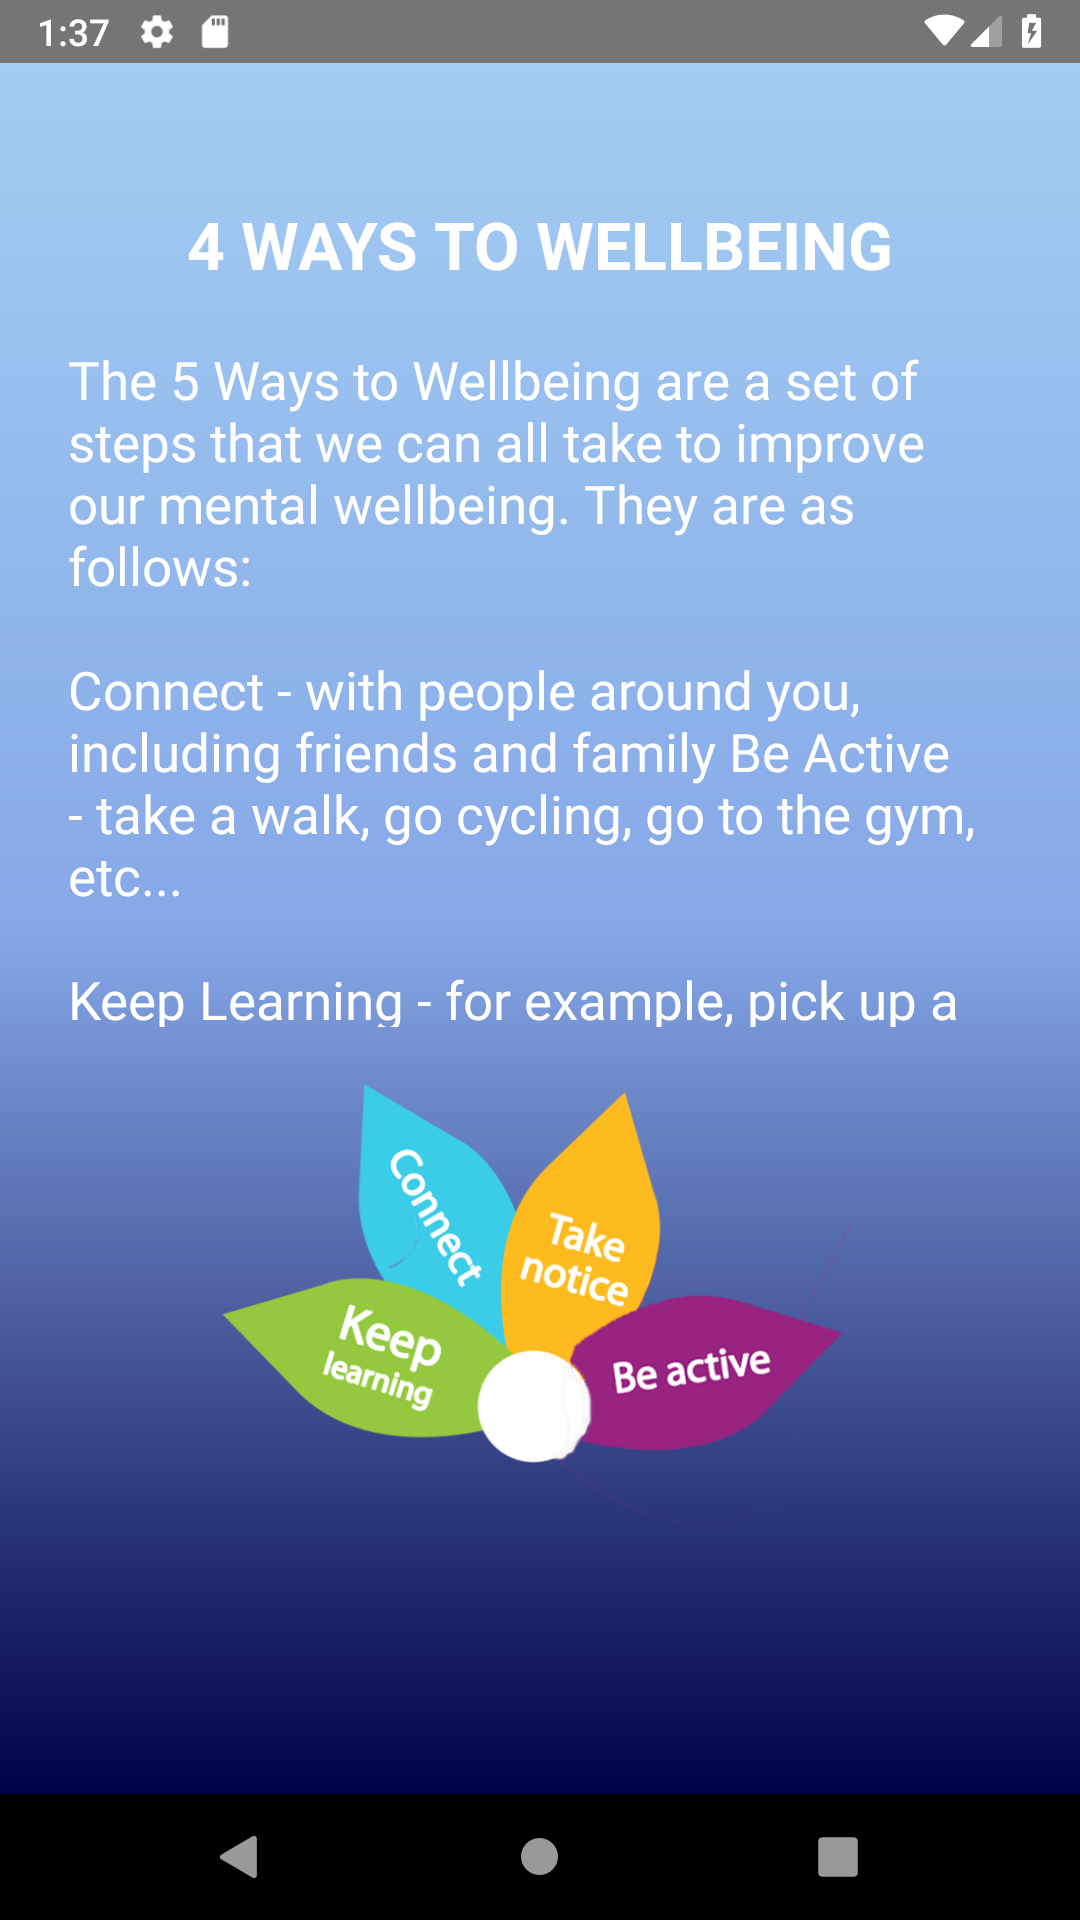 1:37
4 WAYS TO WELLBEING
The 5 Ways to Wellbeing are a set of
steps that we can all take to improve
our mental wellbeing. They are as
follows:
Connect - with people around you,
including friends and family Be Active
- take a walk, go cycling, go to the gym,
etc...
Keep Learning - for example, pick up a
Connect
Take
notice
Keep
learning
Be active